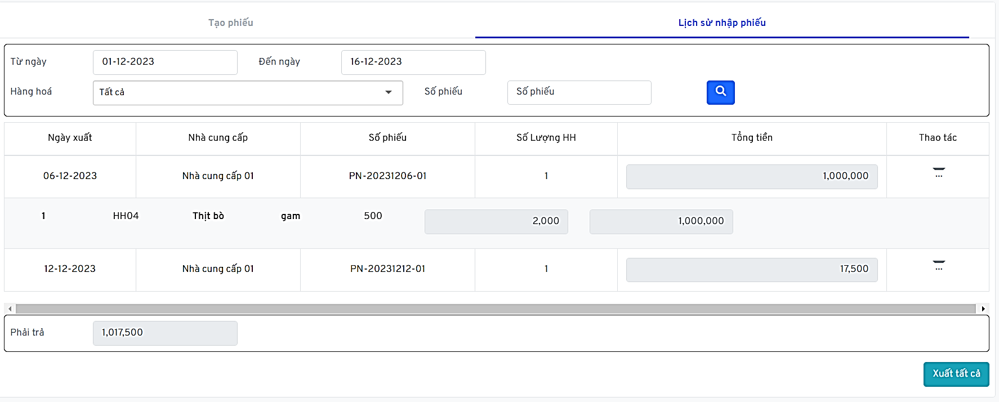 Tạo phiếu Lịch sử nhập phiếu
Từ ngày 01-12-2023 Đến ngày 16-12-2023
Hàng hoá Tất cả Số phiếu Số phiếu
Ngày xuất Nhà cung cấp Số phiếu Số Lượng HH Tổng tiền Thao tác
06-12-2023 Nhà cung cấp 01 PN-20231206-01 1 1,000,000 ...
1 HH04 Thịt bò gam 500 2,000 1,000,000
12-12-2023 Nhà cung cấp 01 PN-20231212-01 1 17,500 ...
Phải trả 1,017,500
Xuất tất cả